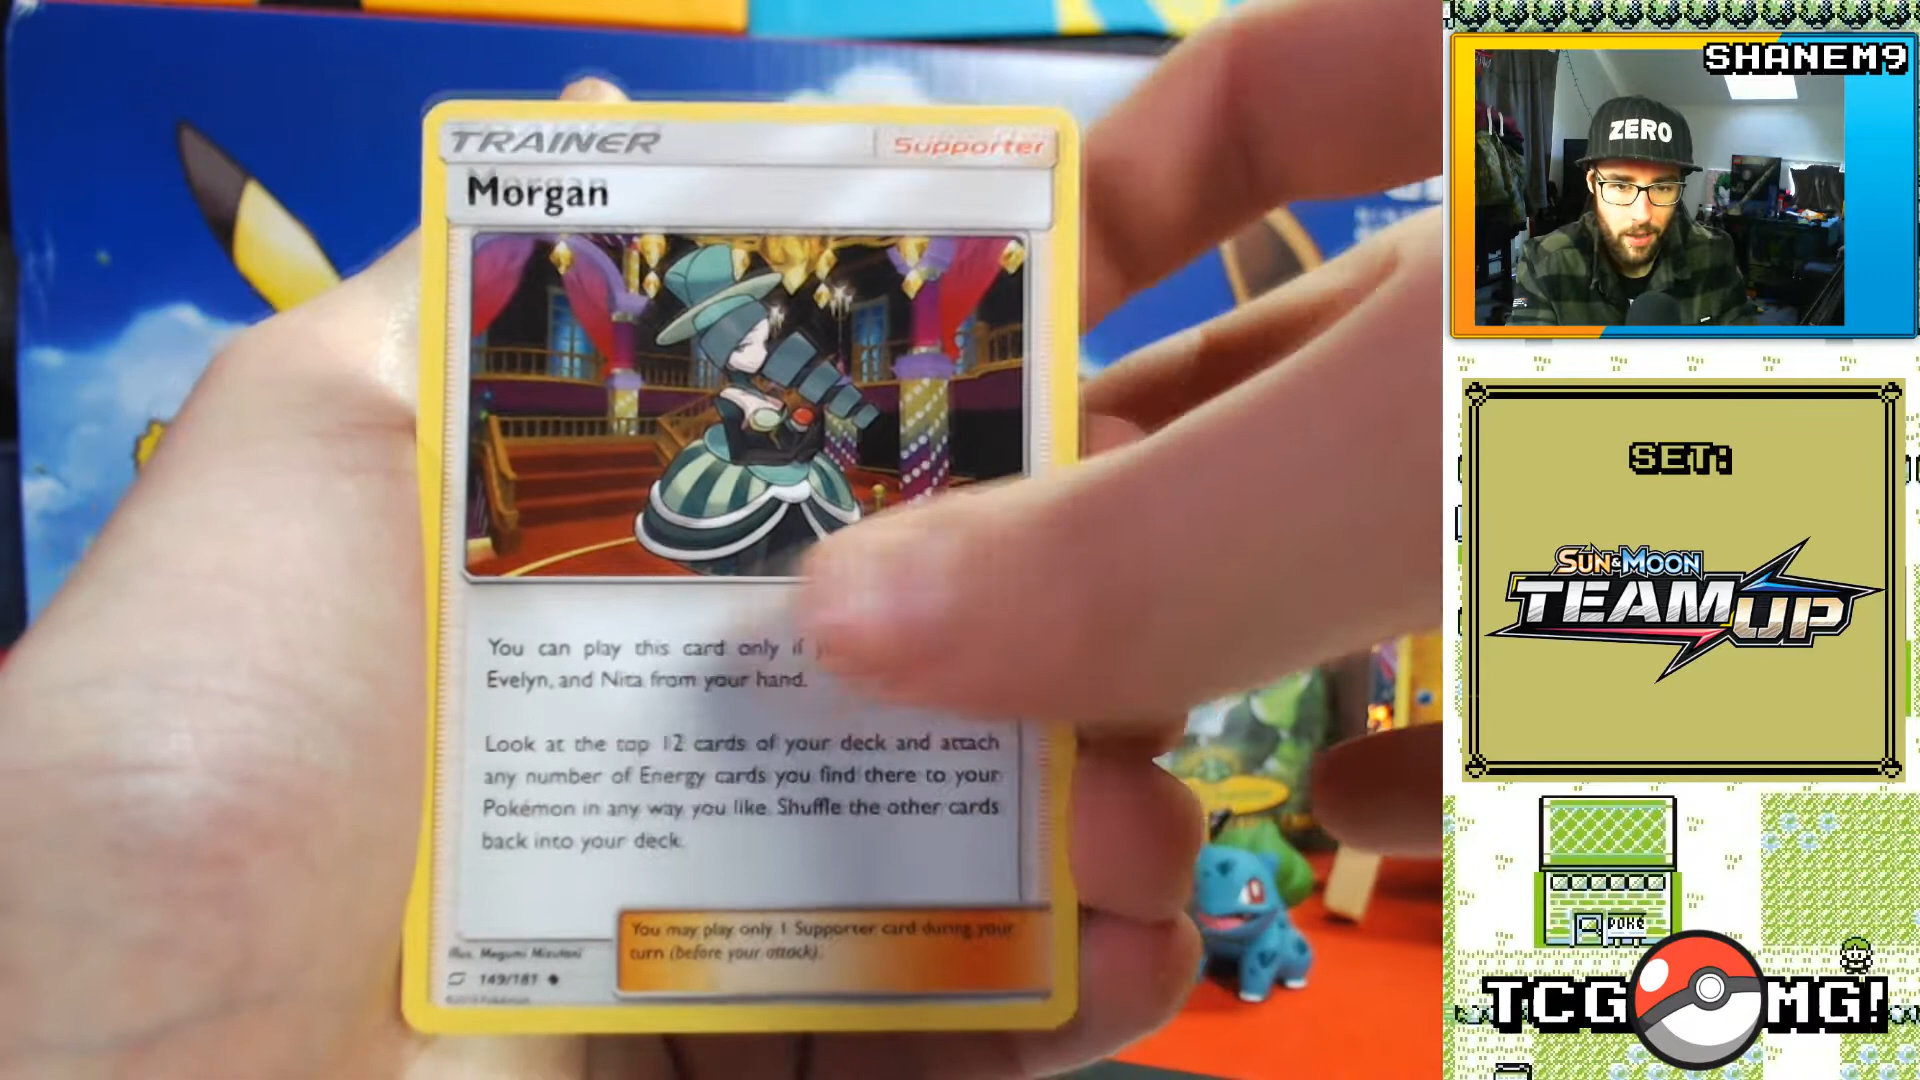 TRAINER
Supporter
Morgan
You can play this card only if
Evelyn, and Nita from your hand.
Look at the top 12 cards of your deck and attach
any number of Energy cards you find there to your
Pokémon in any way you like. Shuffle the other cards
back into your deck.
You may play only 1 Supporter card during your
turn (before your attack).
Illus. Megumi Mizutani
149/181
SHANEM9
ZERO
SET:
SUN & MOON
TEAM UP
POKé
TCG MG!